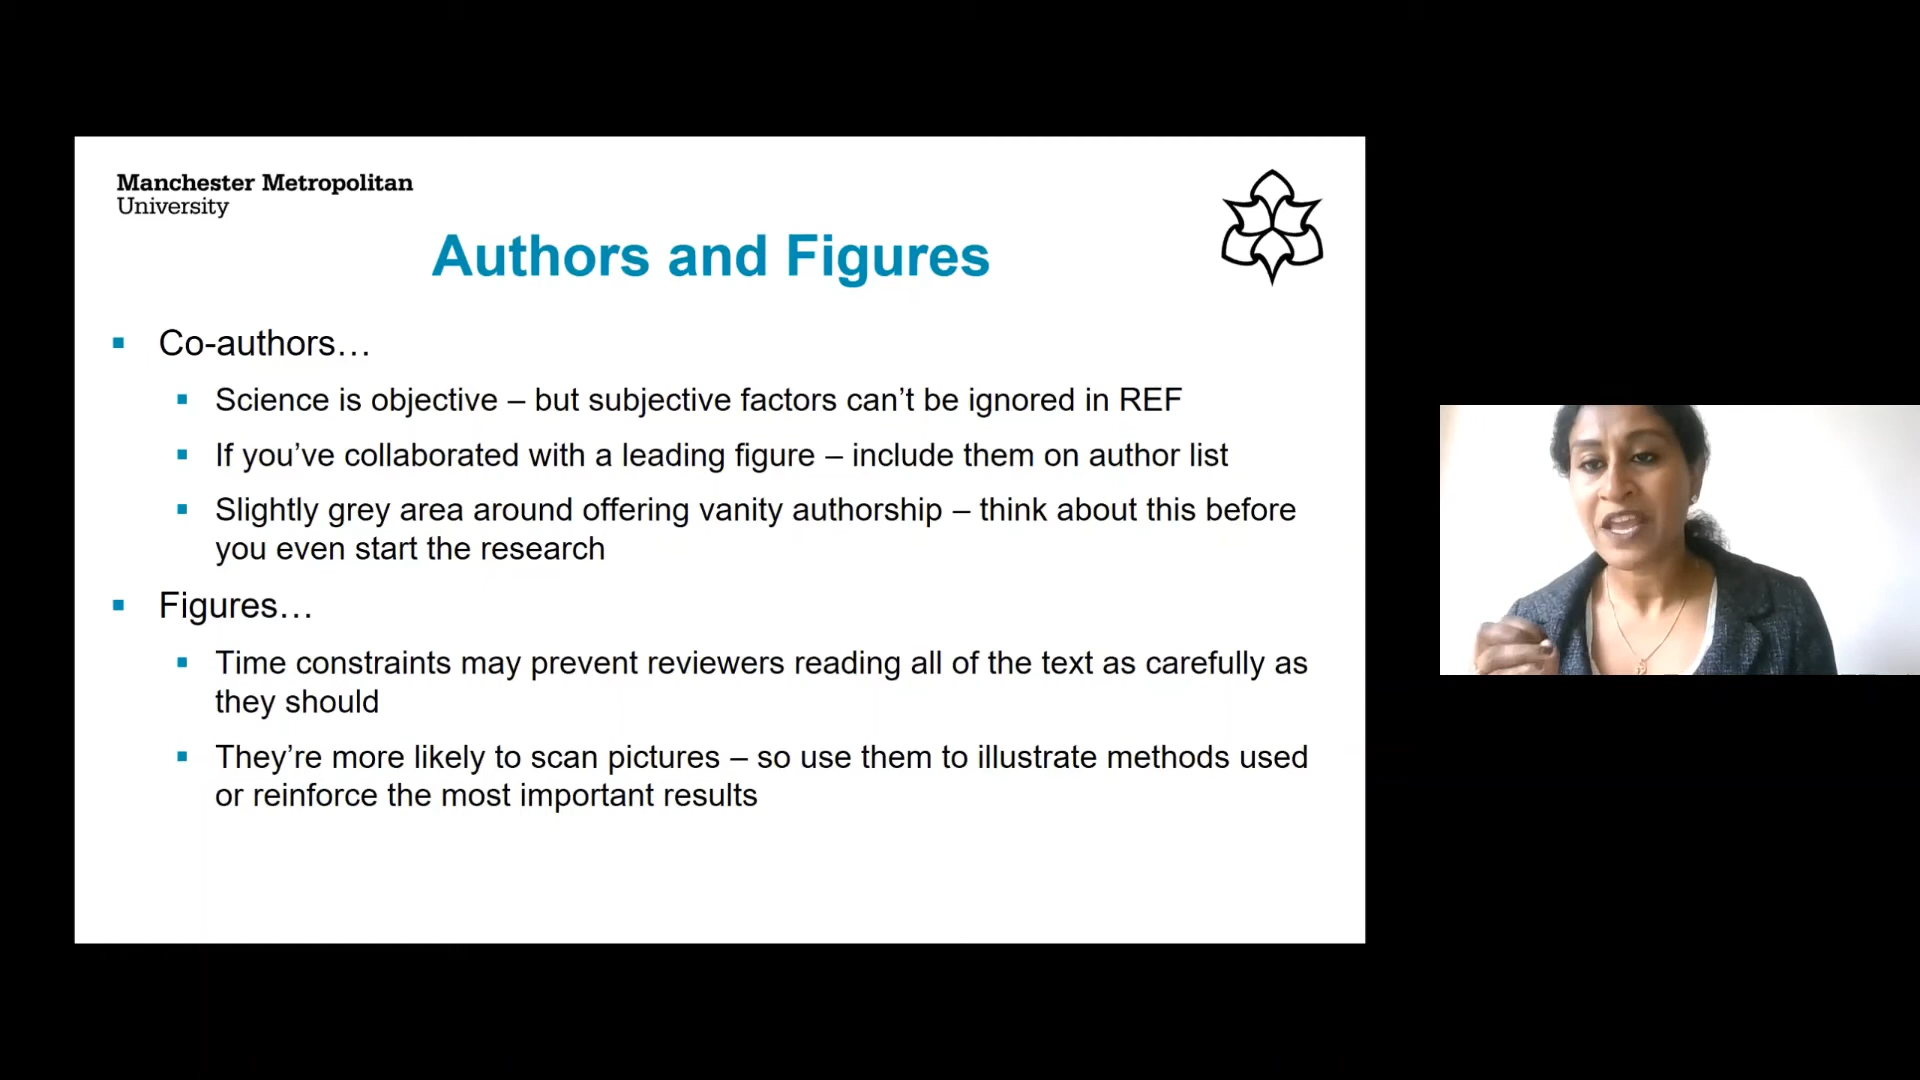 Manchester Metropolitan
University
Authors and Figures
Co-authors…
Science is objective – but subjective factors can’t be ignored in REF
If you’ve collaborated with a leading figure – include them on author list
Slightly grey area around offering vanity authorship – think about this before
you even start the research
Figures…
Time constraints may prevent reviewers reading all of the text as carefully as
they should
They’re more likely to scan pictures – so use them to illustrate methods used
or reinforce the most important results